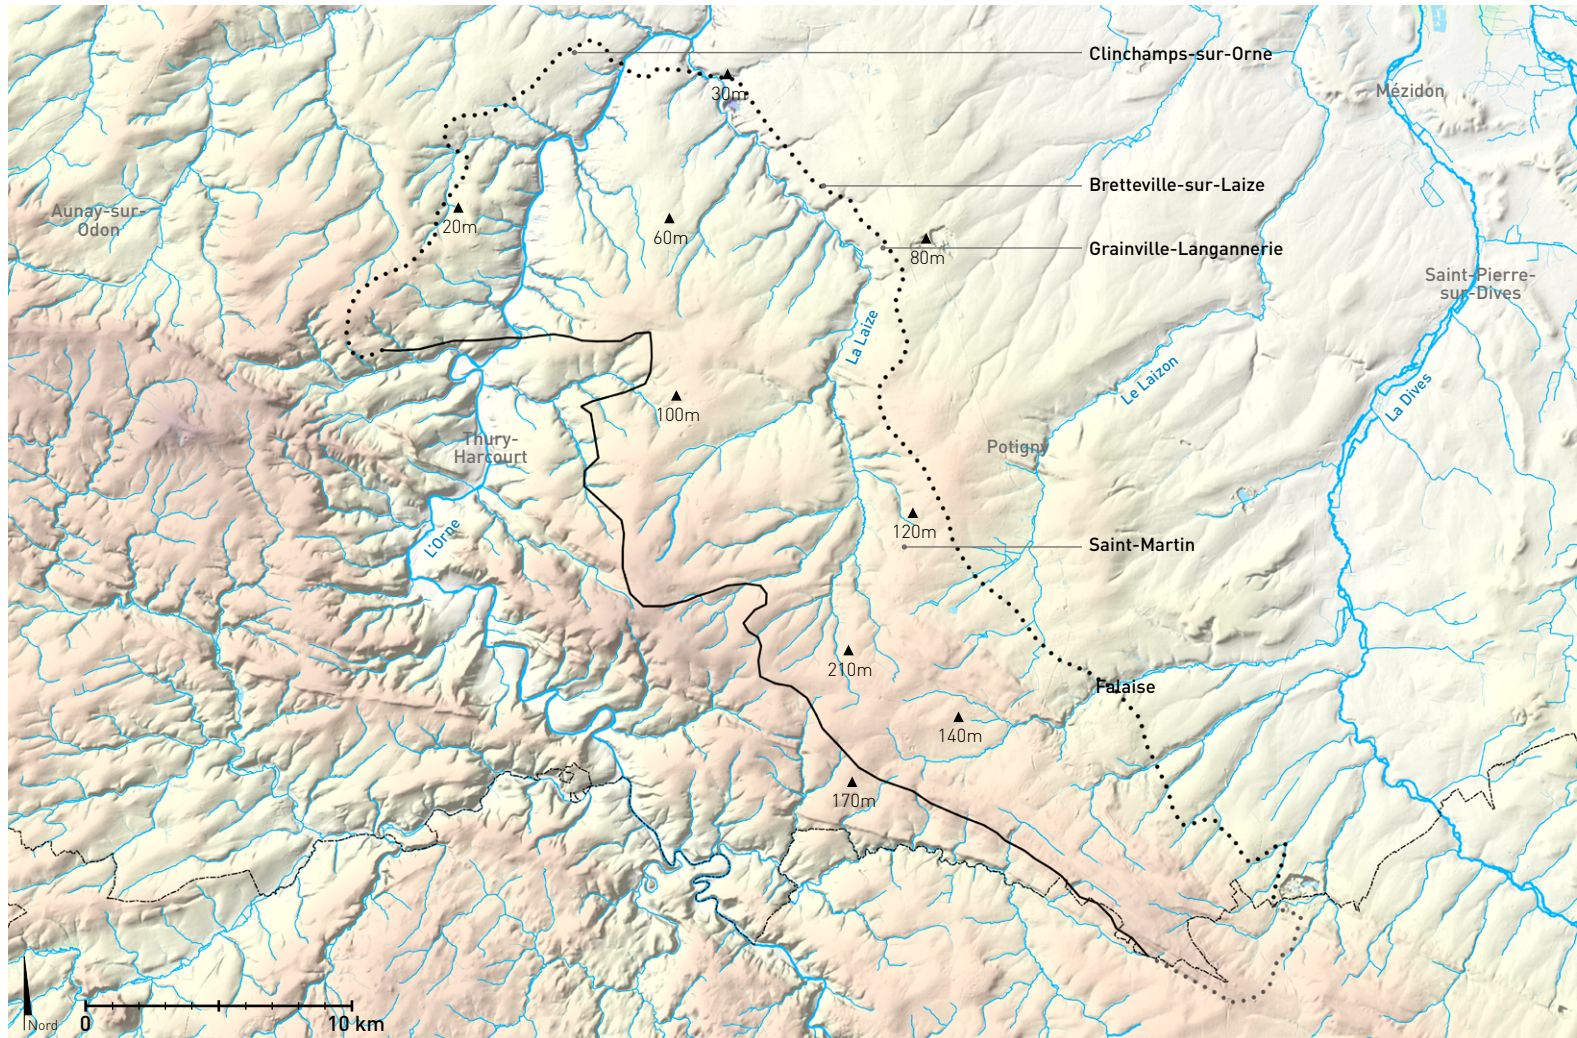 Clinchamps-sur-Orne
30m
Mézidon
Bretteville-sur-Laize
Aunay-sur-
Odon
20m
60m
80m
Grainville-Langannerie
Saint-Pierre-
sur-Dives
La Laize
Le Laizon
La Dives
100m
Thury-
Harcourt
Potigny
L'Orne
120m
Saint-Martin
210m
Falaise
140m
170m
Nord
0
10 km